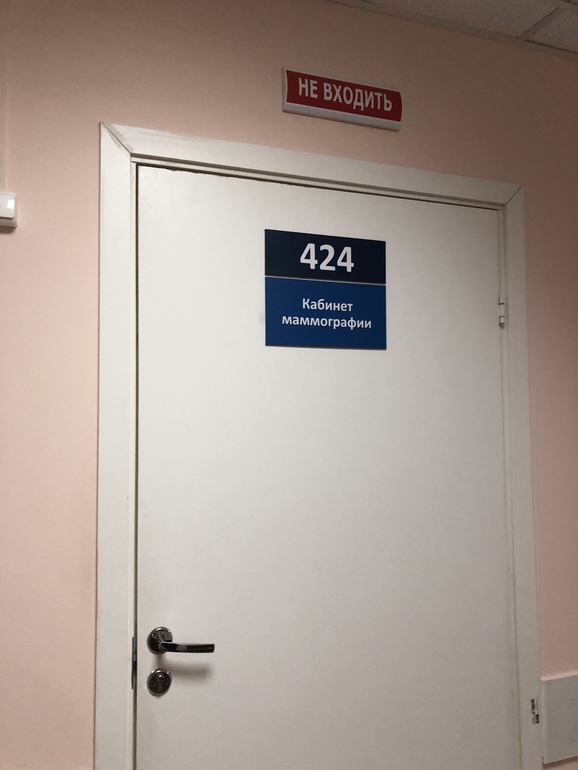 НЕ ВХОДИТЬ
424
Кабинет
маммографии